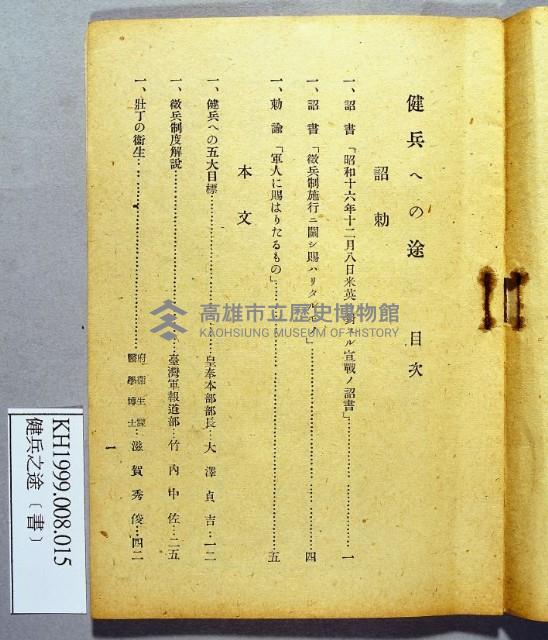 健兵への途 目次
詔勅
一、詔書「昭和十六年十二月八日米英ニ對スル宣戰ノ詔書」…………一
一、詔書「徵兵制施行ニ關シ賜ハリタル」…………四
一、勅諭「軍人に賜はりたるもの」…………五
本文
一、健兵への五大目標…………皇奉本部部長…大澤貞吉…一二
一、徵兵制度解說…………臺灣軍報道部…竹內中佐…二五
一、壯丁の衞生…………府衞生課醫學博士…滋賀秀俊…四二
一
高雄市立歷史博物館
KAOHSIUNG MUSEUM OF HISTORY
KH1999.008.015
健兵之途〔書〕